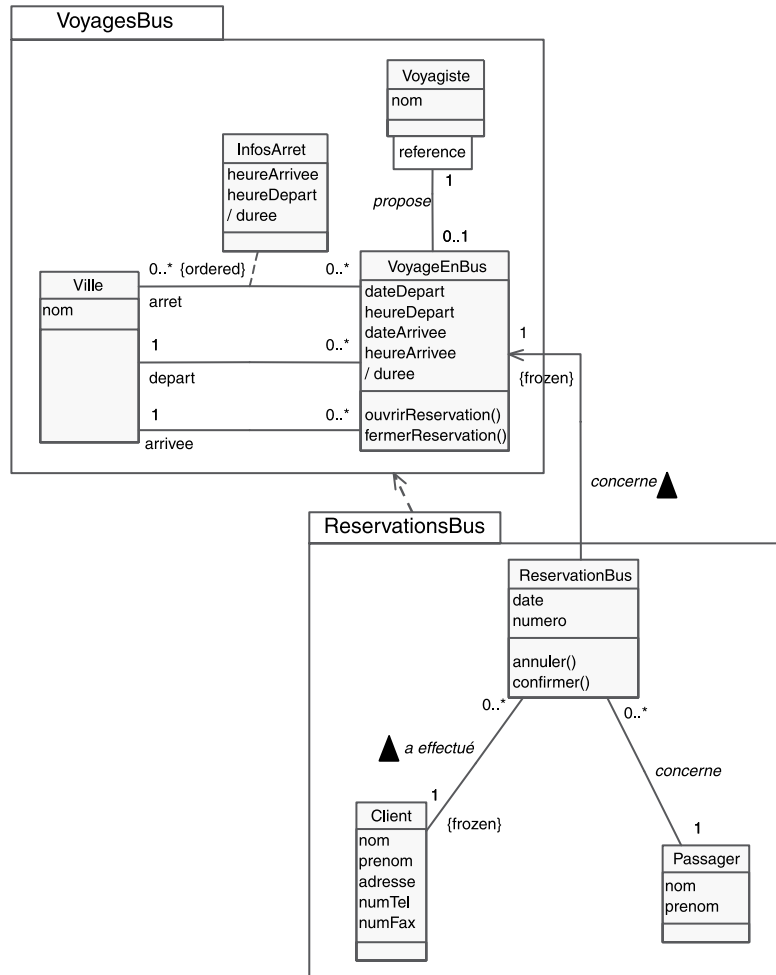 VoyagesBus
Voyagiste
nom
reference
1
propose
0..1
InfosArret
heureArrivee
heureDepart
/ duree
Ville
nom
0..* {ordered} 0..*
arret
1 0..*
depart
1 0..*
arrivee
VoyageEnBus
dateDepart
heureDepart
dateArrivee
heureArrivee
/ duree
ouvrirReservation()
fermerReservation()
1
{frozen}
concerne
ReservationsBus
ReservationBus
date
numero
annuler()
confirmer()
0..* 0..*
a effectué
concerne
1
{frozen}
1
Client
nom
prenom
adresse
numTel
numFax
Passager
nom
prenom